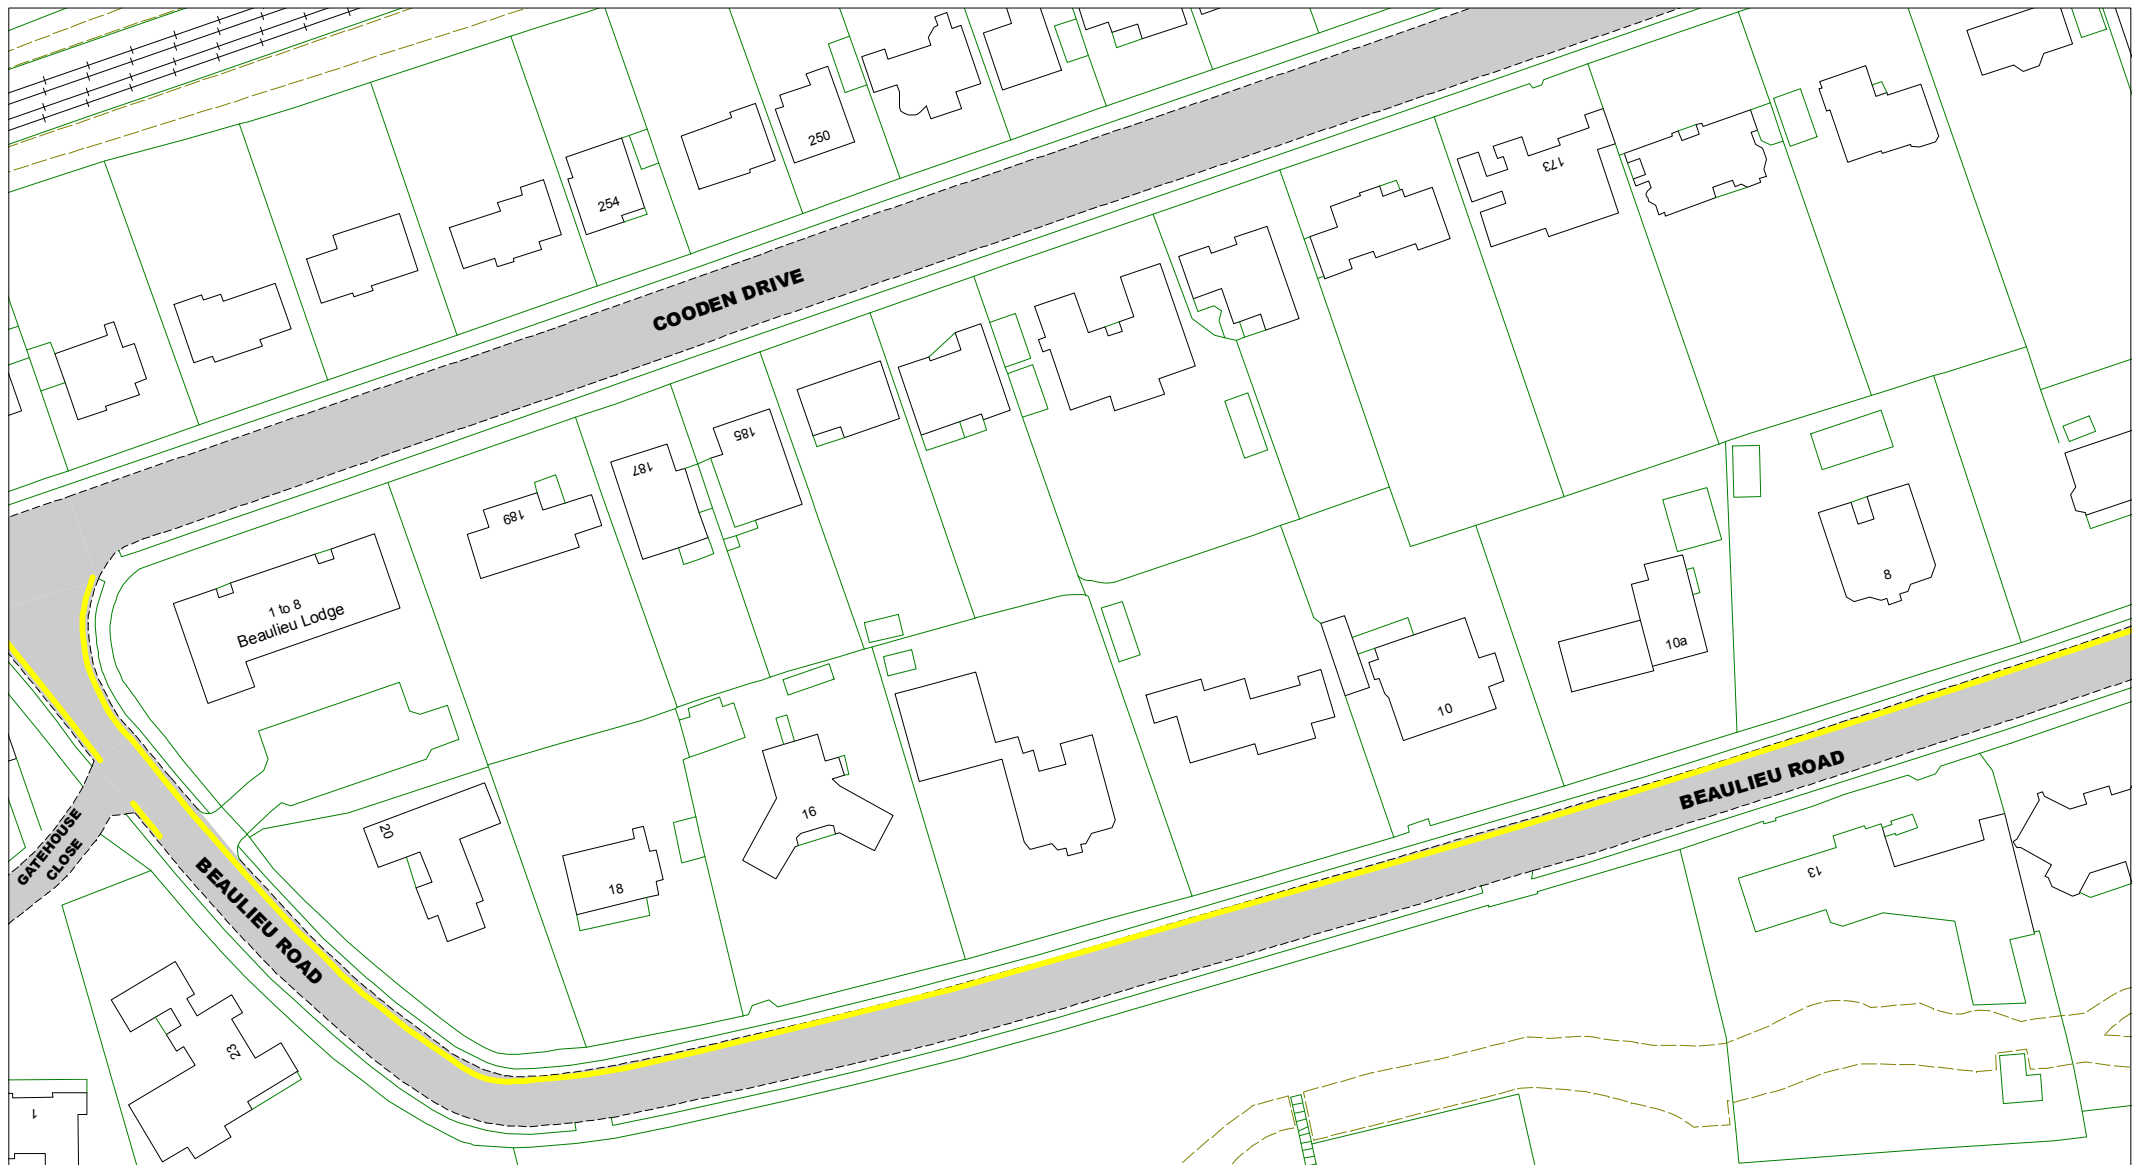 250
254
173
COODEN DRIVE
185
187
189
1 to 8
Beaulieu Lodge
8
10a
10
BEAULIEU ROAD
16
20
18
13
GATEHOUSE
CLOSE
BEAULIEU ROAD
23
1